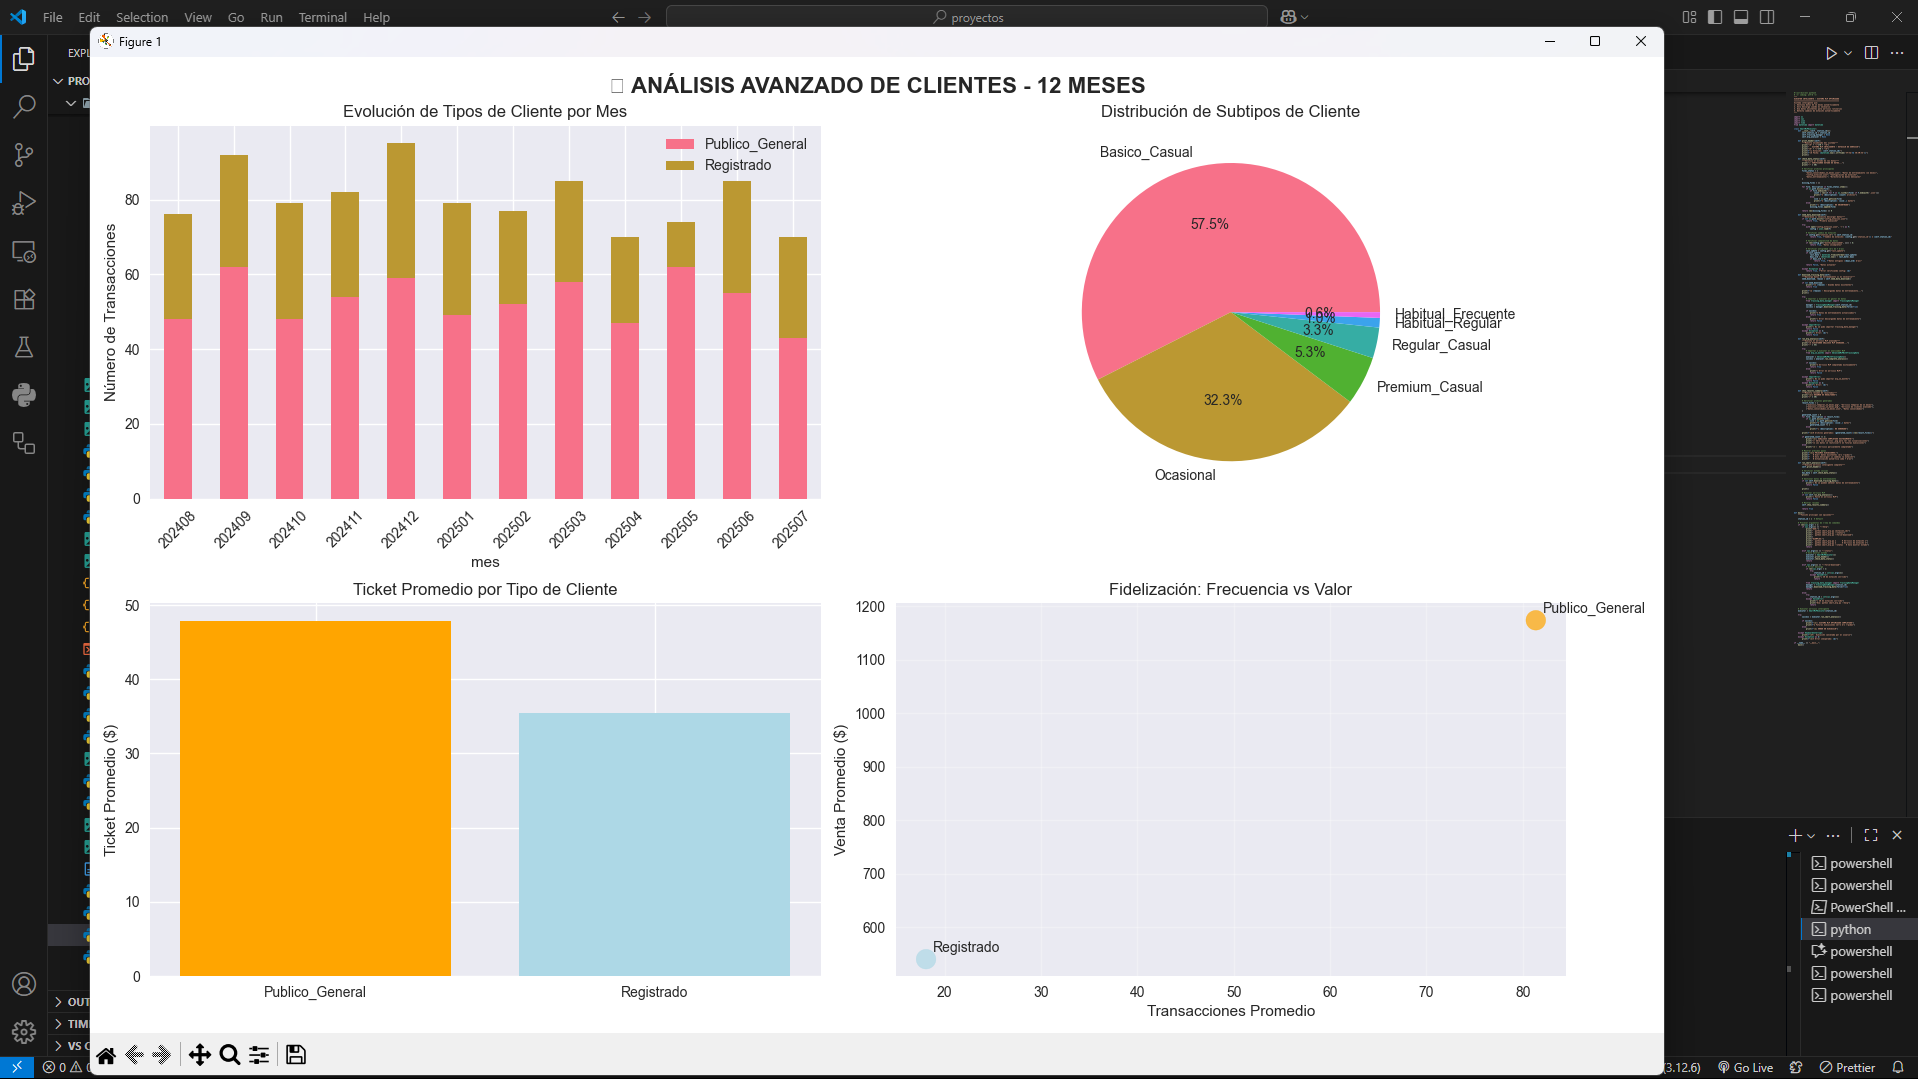 File Edit Selection View Go Run Terminal Help
proyectos
Figure 1
ANÁLISIS AVANZADO DE CLIENTES - 12 MESES
Evolución de Tipos de Cliente por Mes
Publico_General
Registrado
Número de Transacciones
80
60
40
20
0
202408 202409 202410 202411 202412 202501 202502 202503 202504 202505 202506 202507
mes
Distribución de Subtipos de Cliente
Basico_Casual
57.5%
0.6%
Habitual_Frecuente
1.0%
Habitual_Regular
3.3%
Regular_Casual
5.3%
Premium_Casual
32.3%
Ocasional
Ticket Promedio por Tipo de Cliente
Ticket Promedio ($)
50
40
30
20
10
0
Publico_General Registrado
Fidelización: Frecuencia vs Valor
Venta Promedio ($)
1200
1100
1000
900
800
700
600
Publico_General
Registrado
20 30 40 50 60 70 80
Transacciones Promedio
EXPL
PRO
OUT
TIM
VS C
powershell
powershell
PowerShell ...
python
powershell
powershell
powershell
0 0
(3.12.6) Go Live Prettier